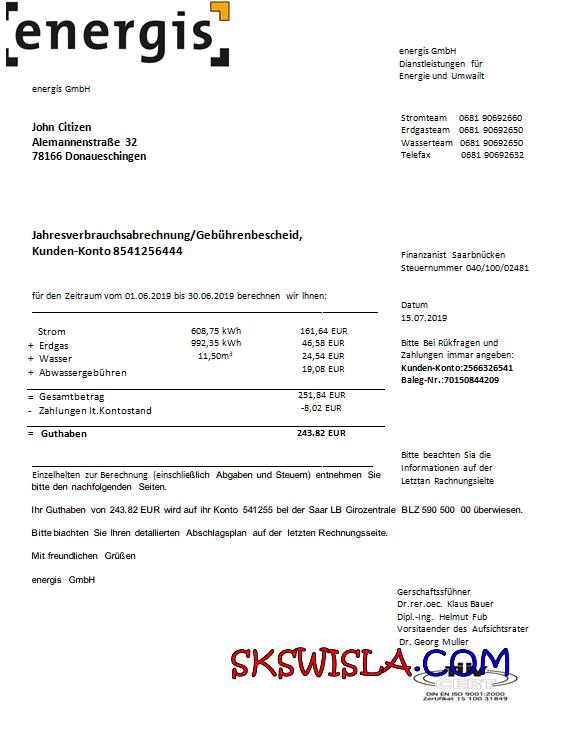 energis
energis GmbH
Dianstleistungen für
Energie und Umwailt
energis GmbH
Stromteam 0681 90692660
Erdgasteam 0681 90692650
Wasserteam 0681 90692650
Telefax 0681 90692632
John Citizen
Alemannenstraße 32
78166 Donaueschingen
Jahresverbrauchsabrechnung/Gebührenbescheid,
Kunden-Konto 8541256444
Finanzanist Saarbnücken
Steuernummer 040/100/02481
für den Zeitraum vom 01.06.2019 bis 30.06.2019 berechnen wir Ihnen:
Datum
15.07.2019
Strom 608,75 kWh 161,64 EUR
+ Erdgas 992,35 kWh 46,58 EUR
+ Wasser 11,50m³ 24,54 EUR
+ Abwassergebühren 19,08 EUR
Bitte Bei Rükfragen und
Zahlungen immar angeben:
Kunden-Konto:2566326541
Baleg-Nr.:70150844209
= Gesamtbetrag 251,84 EUR
- Zahlungen lt.Kontostand -8,02 EUR
= Guthaben 243.82 EUR
Bitte beachten Sia die
Informationen auf der
Letztan Rachnungsielte
Einzelhelten zur Berechnung (einschließlich Abgaben und Steuern) entnehmen Sie
bitte den nachfolgenden Seiten.
Ihr Guthaben von 243.82 EUR wird auf ihr Konto 541255 bel der Saar LB Girozentrale BLZ 590 500 00 überwiesen.
Bitte biachten Sie Ihren detallierten Abschlagsplan auf der letzten Rechnungsseite.
Mit freundlichen Grüßen
energis GmbH
Gerschaftssführer
Dr.rer.oec. Klaus Bauer
Dipl.-Ing. Helmut Fub
Vorsitaender des Aufsichtsrater
Dr. Georg Muller
SKSWISLA.COM
TÜV
CERT
DIN EN ISO 9001:2000
Zertifikat 15 100 31849